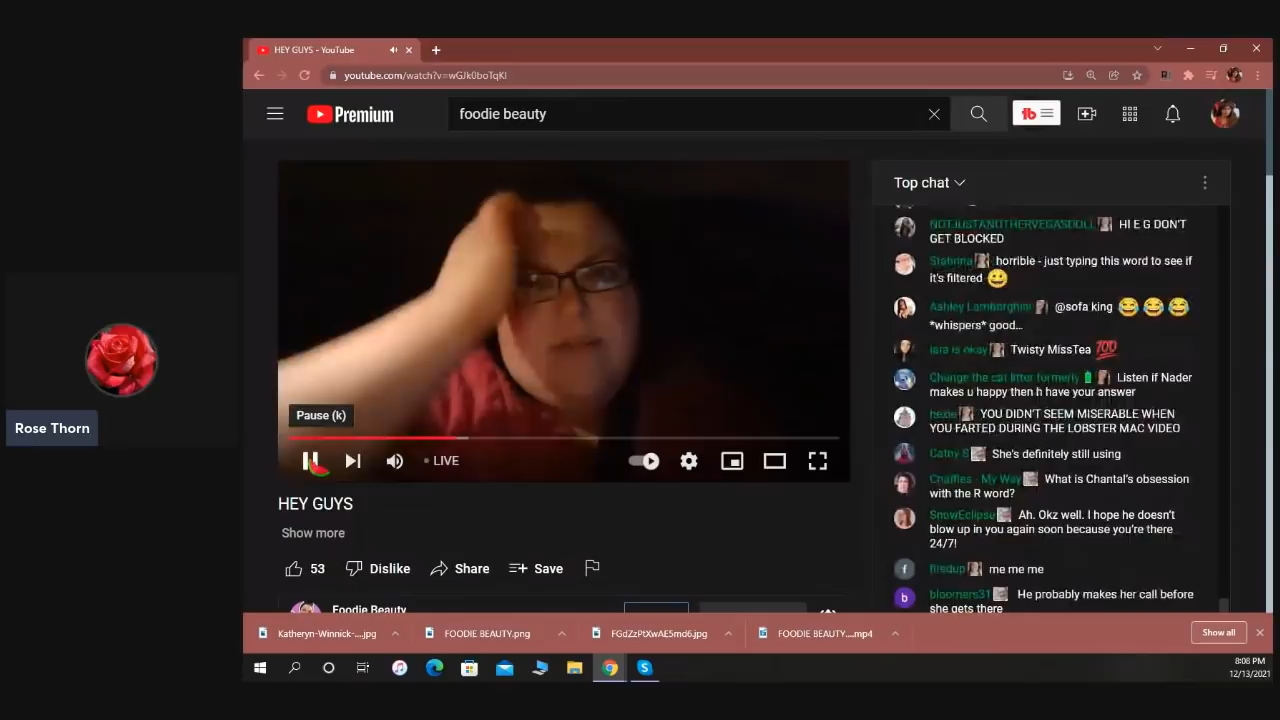 HEY GUYS - YouTube
youtube.com/watch?v=wGJk0boTqKI
Premium
foodie beauty
Top chat
NOTJUSTANOTHERVEGASDOLL HI E G DON'T
GET BLOCKED
Stahrina horrible - just typing this word to see if
it's filtered
Ashley Lamborghini @sofa king
*whispers* good...
iara is okay Twisty MissTea 💯
Change the cat litter formerly Listen if Nader
makes u happy then h have your answer
hexie YOU DIDN'T SEEM MISERABLE WHEN
YOU FARTED DURING THE LOBSTER MAC VIDEO
Cathy S She's definitely still using
Chaffles - My Way What is Chantal's obsession
with the R word?
SnowEclipse Ah. Okz well. I hope he doesn't
blow up in you again soon because you're there
24/7!
firedup me me me
bloomers31 He probably makes her call before
she gets there
Rose Thorn
Pause (k)
• LIVE
HEY GUYS
Show more
53 Dislike Share Save
Foodie Beauty
Katheryn-Winnick-....jpg FOODIE BEAUTY.png FGdZzPtXwAE5md6.jpg FOODIE BEAUTY....mp4 Show all
8:08 PM
12/13/2021